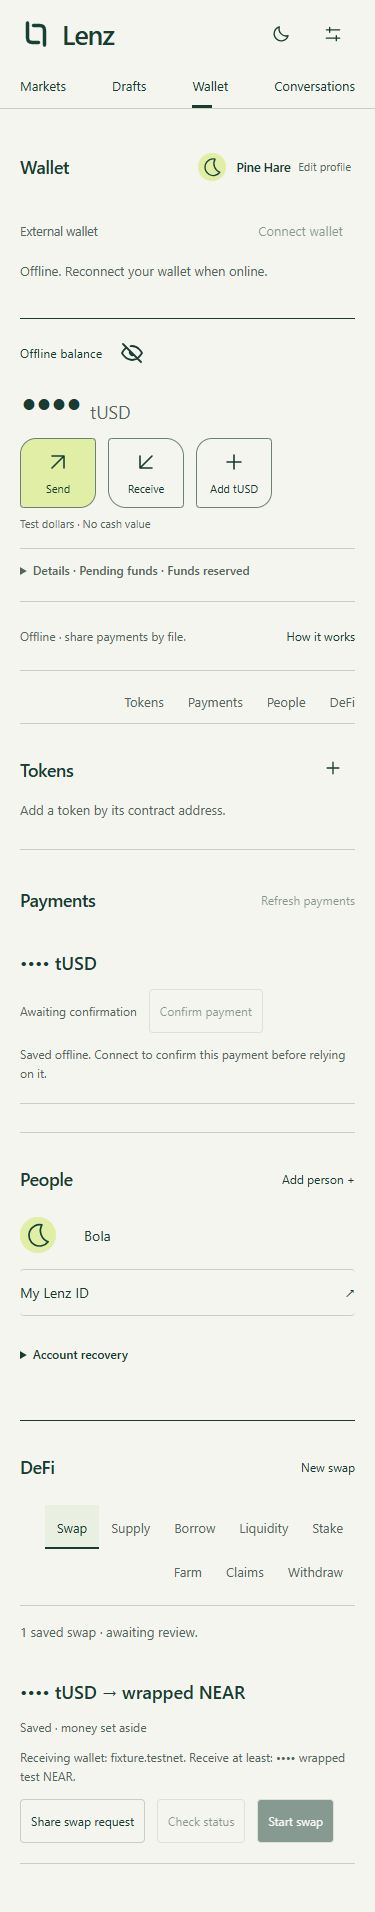 Lenz
Markets Drafts Wallet Conversations
Wallet
Pine Hare Edit profile
External wallet Connect wallet
Offline. Reconnect your wallet when online.
Offline balance
•••• tUSD
Send Receive Add tUSD
Test dollars · No cash value
Details · Pending funds · Funds reserved
Offline · share payments by file. How it works
Tokens Payments People DeFi
Tokens
Add a token by its contract address.
Payments Refresh payments
•••• tUSD
Awaiting confirmation Confirm payment
Saved offline. Connect to confirm this payment before relying
on it.
People Add person +
Bola
My Lenz ID ↗
Account recovery
DeFi New swap
Swap Supply Borrow Liquidity Stake
Farm Claims Withdraw
1 saved swap · awaiting review.
•••• tUSD → wrapped NEAR
Saved · money set aside
Receiving wallet: fixture.testnet. Receive at least: •••• wrapped
test NEAR.
Share swap request Check status Start swap